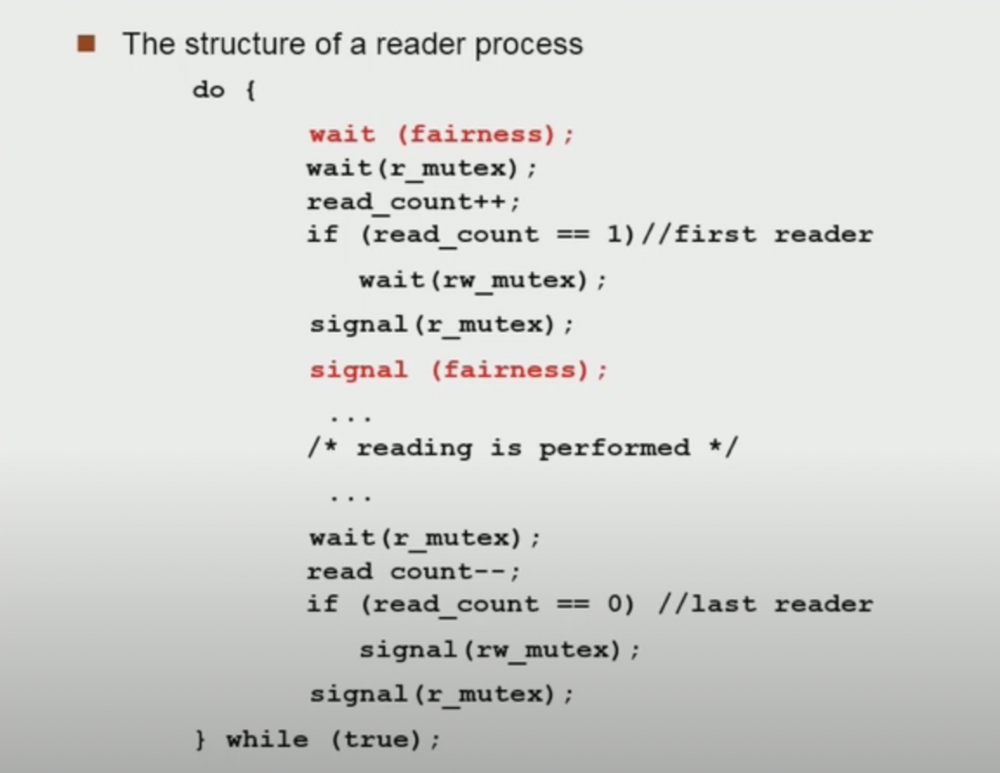 The structure of a reader process
do {
wait (fairness);
wait(r_mutex);
read_count++;
if (read_count == 1)//first reader
wait(rw_mutex);
signal(r_mutex);
signal (fairness);
...
/* reading is performed */
...
wait(r_mutex);
read count--;
if (read_count == 0) //last reader
signal(rw_mutex);
signal(r_mutex);
} while (true);